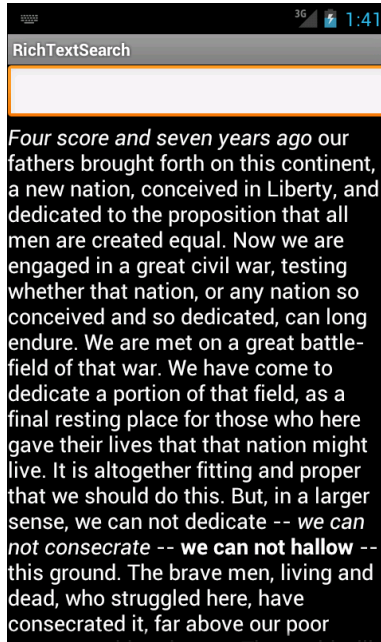 3G 1:41
RichTextSearch
Four score and seven years ago our
fathers brought forth on this continent,
a new nation, conceived in Liberty, and
dedicated to the proposition that all
men are created equal. Now we are
engaged in a great civil war, testing
whether that nation, or any nation so
conceived and so dedicated, can long
endure. We are met on a great battle-
field of that war. We have come to
dedicate a portion of that field, as a
final resting place for those who here
gave their lives that that nation might
live. It is altogether fitting and proper
that we should do this. But, in a larger
sense, we can not dedicate -- we can
not consecrate -- we can not hallow --
this ground. The brave men, living and
dead, who struggled here, have
consecrated it, far above our poor